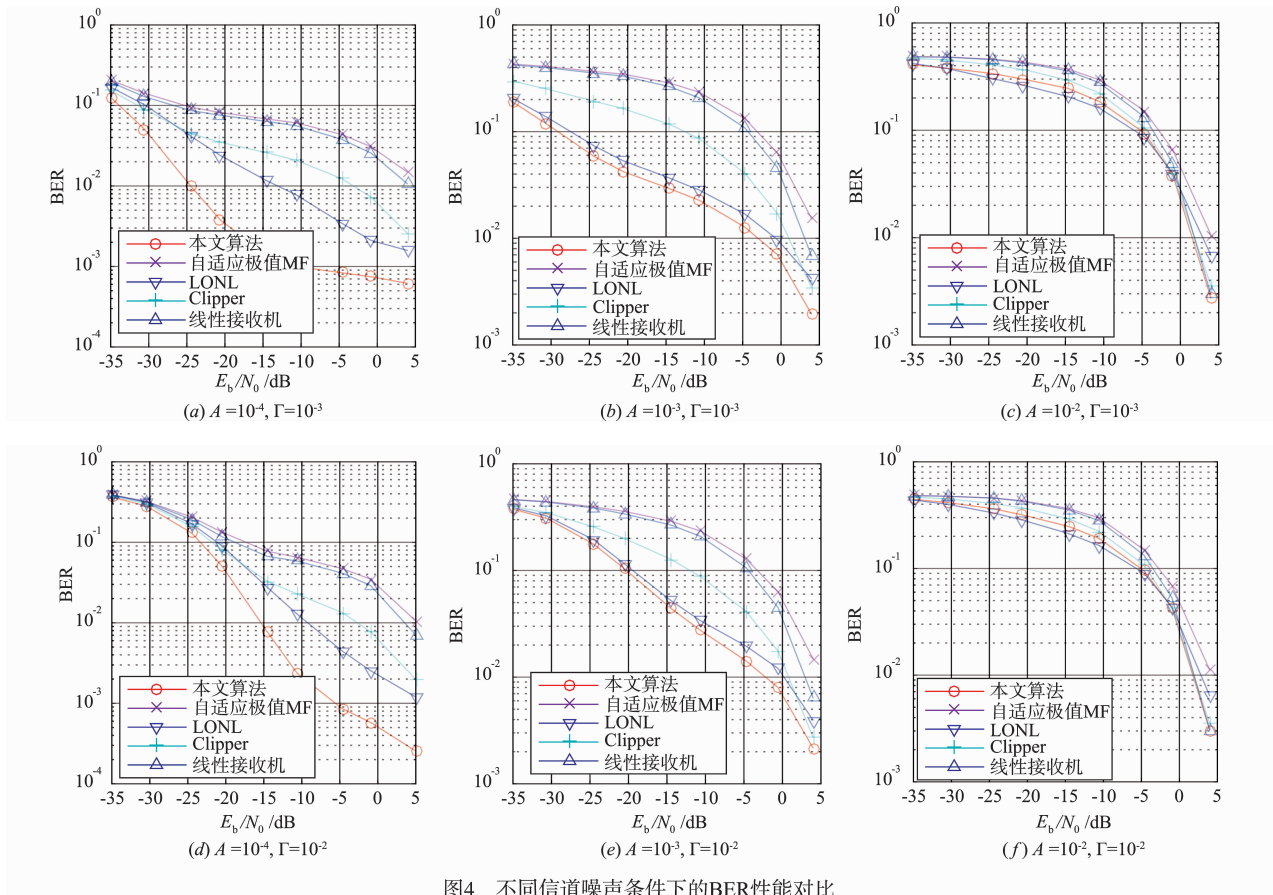 10^0
10^-1
10^-2
10^-3
10^-4
BER
本文算法
自适应极值MF
LONL
Clipper
线性接收机
-35 -30 -25 -20 -15 -10 -5 0 5
E_b/N_0 /dB
(a) A =10^-4, Γ=10^-3
10^0
10^-1
10^-2
10^-3
BER
本文算法
自适应极值MF
LONL
Clipper
线性接收机
-35 -30 -25 -20 -15 -10 -5 0 5
E_b/N_0 /dB
(b) A =10^-3, Γ=10^-3
10^0
10^-1
10^-2
10^-3
BER
本文算法
自适应极值MF
LONL
Clipper
线性接收机
-35 -30 -25 -20 -15 -10 -5 0 5
E_b/N_0 /dB
(c) A =10^-2, Γ=10^-3
10^0
10^-1
10^-2
10^-3
10^-4
BER
本文算法
自适应极值MF
LONL
Clipper
线性接收机
-35 -30 -25 -20 -15 -10 -5 0 5
E_b/N_0 /dB
(d) A =10^-4, Γ=10^-2
10^0
10^-1
10^-2
10^-3
BER
本文算法
自适应极值MF
LONL
Clipper
线性接收机
-35 -30 -25 -20 -15 -10 -5 0 5
E_b/N_0 /dB
(e) A =10^-3, Γ=10^-2
10^0
10^-1
10^-2
10^-3
BER
本文算法
自适应极值MF
LONL
Clipper
线性接收机
-35 -30 -25 -20 -15 -10 -5 0 5
E_b/N_0 /dB
(f) A =10^-2, Γ=10^-2
图4 不同信道噪声条件下的BER性能对比